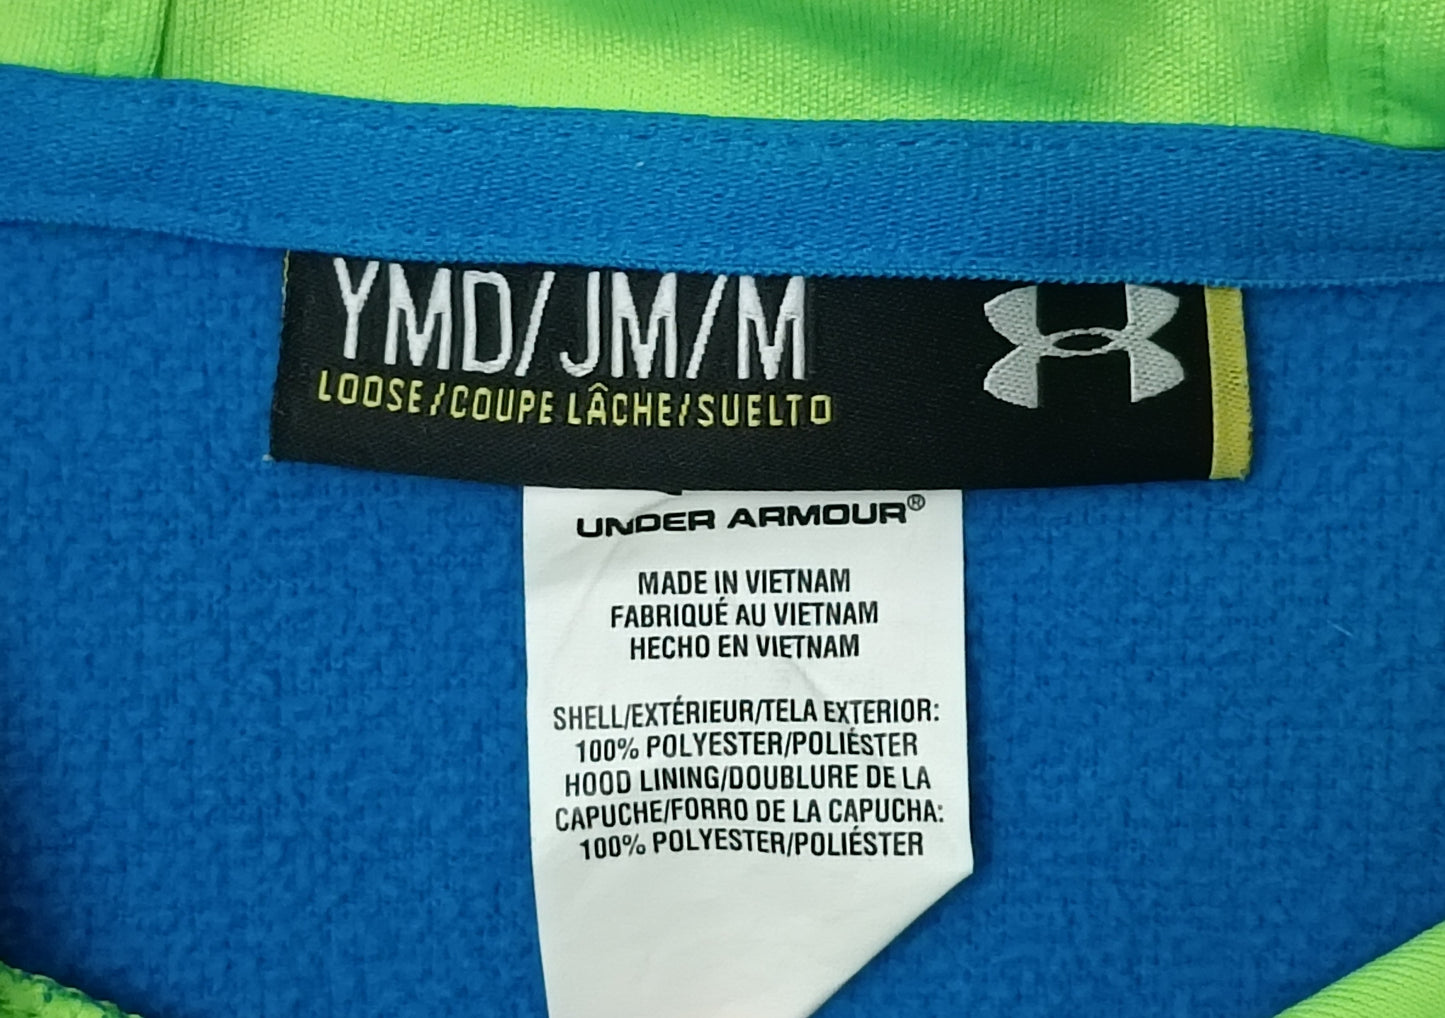 YMD/JM/M
LOOSE/COUPE LÂCHE/SUELTO
UNDER ARMOUR®
MADE IN VIETNAM
FABRIQUÉ AU VIETNAM
HECHO EN VIETNAM
SHELL/EXTÉRIEUR/TELA EXTERIOR:
100% POLYESTER/POLIÉSTER
HOOD LINING/DOUBLURE DE LA
CAPUCHE/FORRO DE LA CAPUCHA:
100% POLYESTER/POLIÉSTER